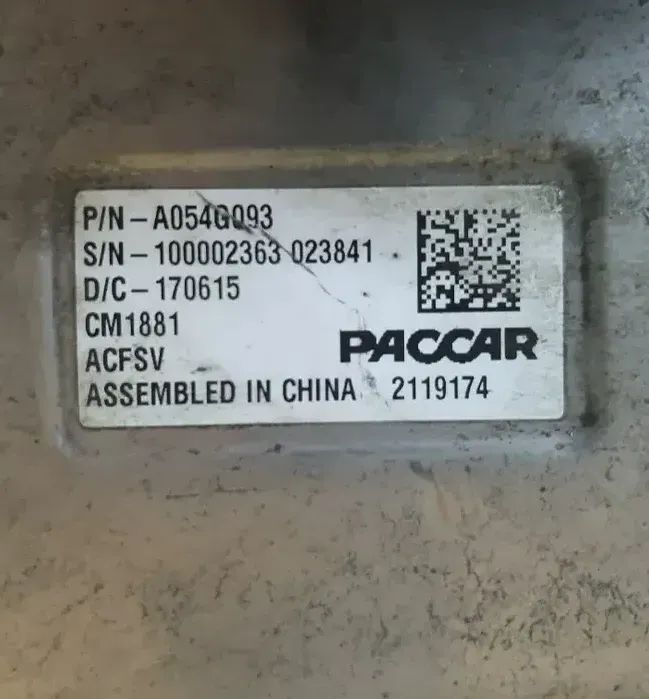 P/N-A054G093
S/N-100002363 023841
D/C-170615
CM1881
PACCAR
ACFSV
ASSEMBLED IN CHINA 2119174